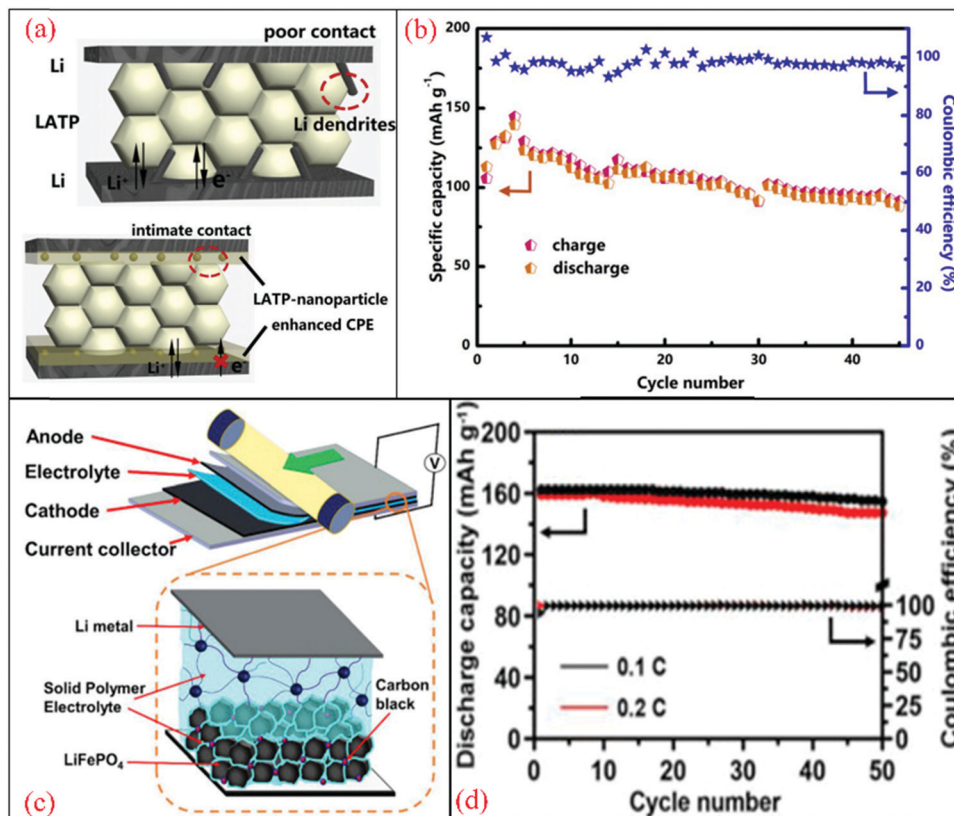 (a)
poor contact
Li
LATP
Li dendrites
Li
Li⁺
e⁻
intimate contact
LATP-nanoparticle
enhanced CPE
Li⁺
e⁻
(b)
Specific capacity (mAh g⁻¹)
200
150
100
50
0
charge
discharge
0
10
20
30
40
Cycle number
100
80
60
40
20
0
Coulombic efficiency (%)
(c)
Anode
Electrolyte
Cathode
Current collector
V
Li metal
Solid Polymer
Electrolyte
Carbon
black
LiFePO₄
(d)
Discharge capacity (mAh g⁻¹)
200
160
120
80
40
0
0.1 C
0.2 C
0
10
20
30
40
50
Cycle number
100
75
50
25
0
Coulombic efficiency (%)